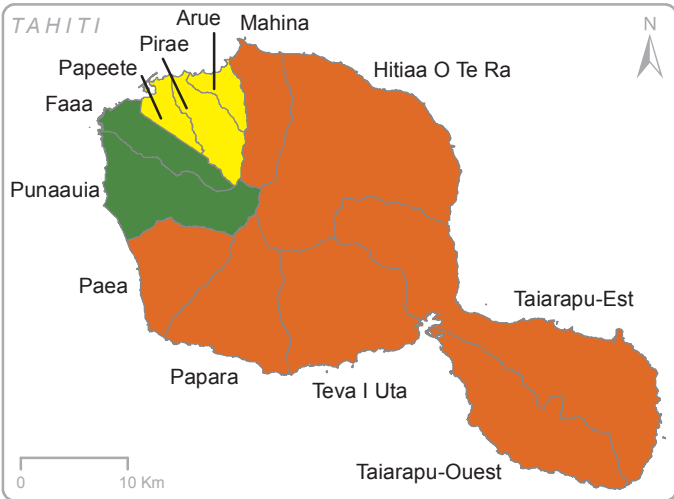 TAHITI
Arue
Mahina
N
Pirae
Papeete
Hitiaa O Te Ra
Faaa
Punaauia
Paea
Taiarapu-Est
Papara
Teva I Uta
Taiarapu-Ouest
0 10 Km